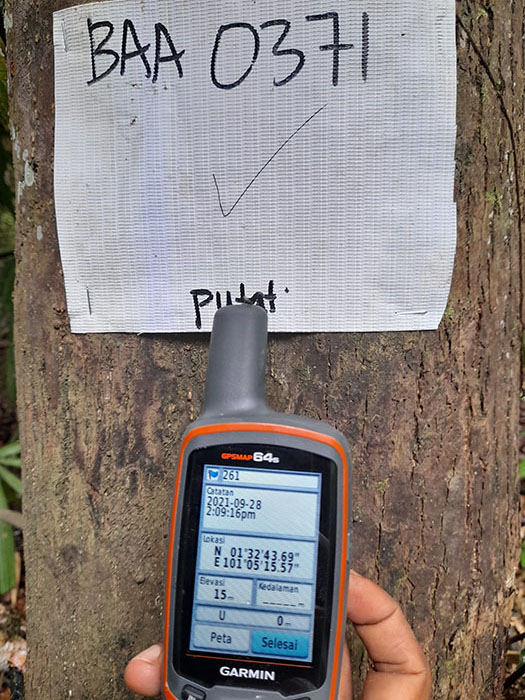 BAA 0371
GPSMAP 64s
261
Catatan
2021-09-28
2:09:16pm
Lokasi
N 01°32'43.69"
E 101°05'15.57"
Elevasi Kedalaman
15m _____m
U 0m
Peta Selesai
GARMIN